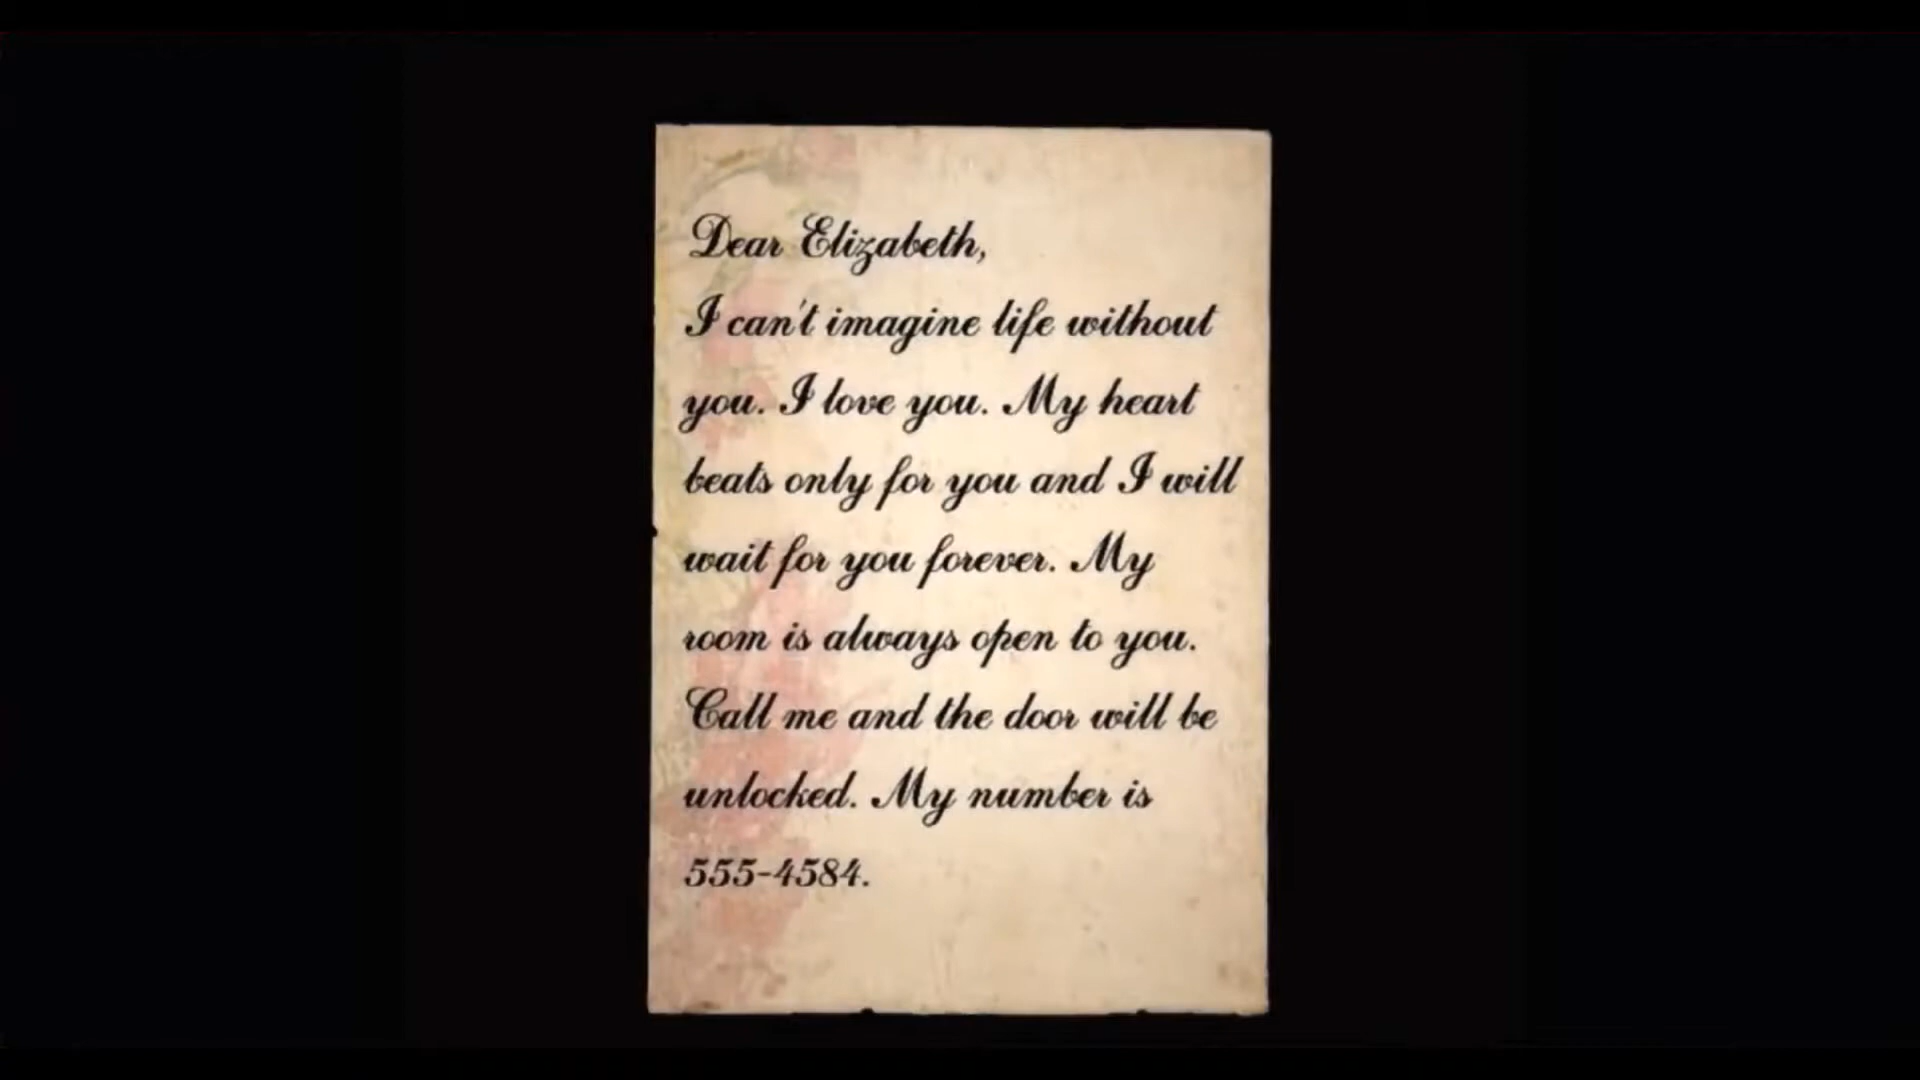 Dear Elizabeth,
I can't imagine life without
you. I love you. My heart
beats only for you and I will
wait for you forever. My
room is always open to you.
Call me and the door will be
unlocked. My number is
555-4584.